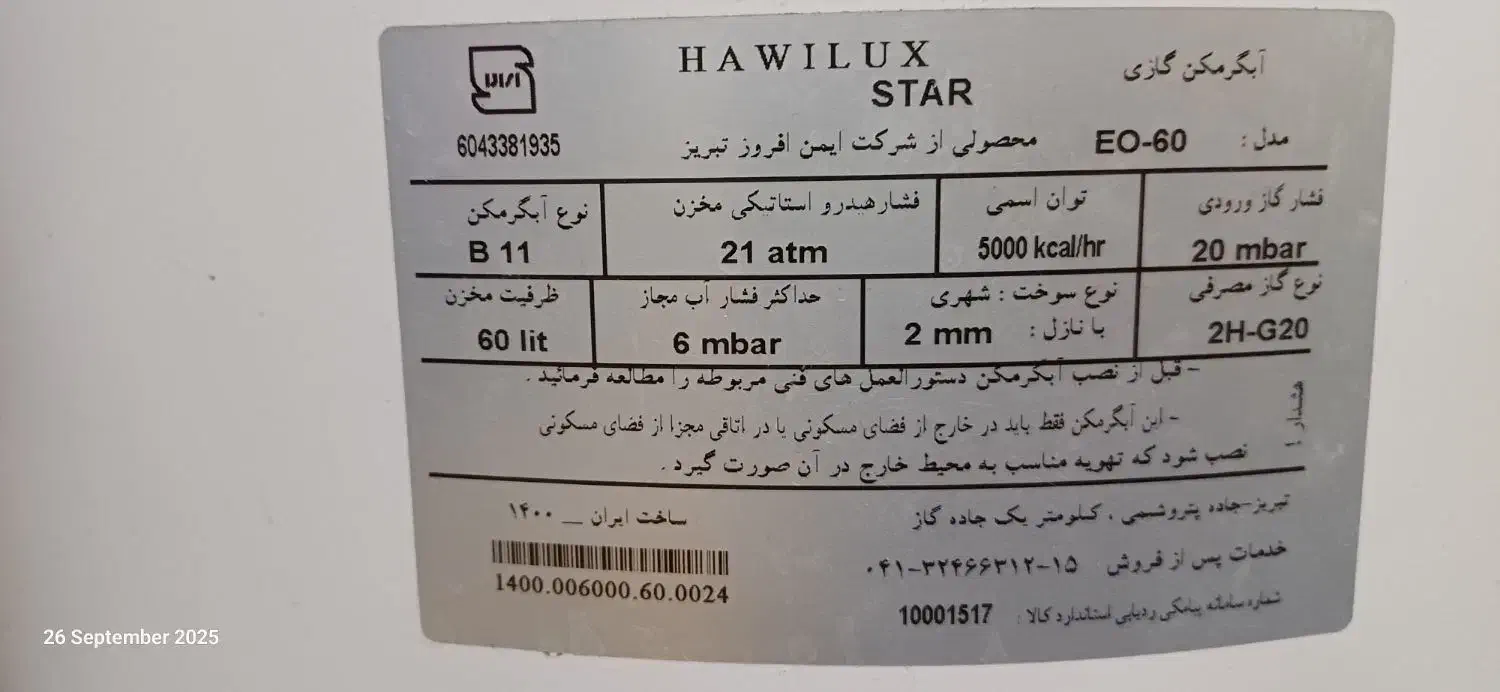 HAWILUX
STAR
آبگرمکن گازی
6043381935
مدل : EO-60
محصولی از شرکت ایمن افروز تبریز
فشار گاز ورودی
20 mbar
توان اسمی
5000 kcal/hr
فشارهیدرو استاتیکی مخزن
21 atm
نوع آبگرمکن
B 11
نوع گاز مصرفی
2H-G20
نوع سوخت : شهری
با نازل : 2 mm
حداکثر فشار آب مجاز
6 mbar
ظرفیت مخزن
60 lit
هشدار !
- قبل از نصب آبگرمکن دستورالعمل های فنی مربوطه را مطالعه فرمائید .
- این آبگرمکن فقط باید در خارج از فضای مسکونی یا در اتاقی مجزا از فضای مسکونی
نصب شود که تهویه مناسب به محیط خارج در آن صورت گیرد .
تبریز-جاده پتروشیمی ، کیلومتر یک جاده گاز
خدمات پس از فروش ۰۴۱-۳۲۴۶۶۳۱۲-۱۵
شماره سامانه پیامکی ردیابی استاندارد کالا : 10001517
ساخت ایران _ ۱۴۰۰
1400.006000.60.0024
26 September 2025